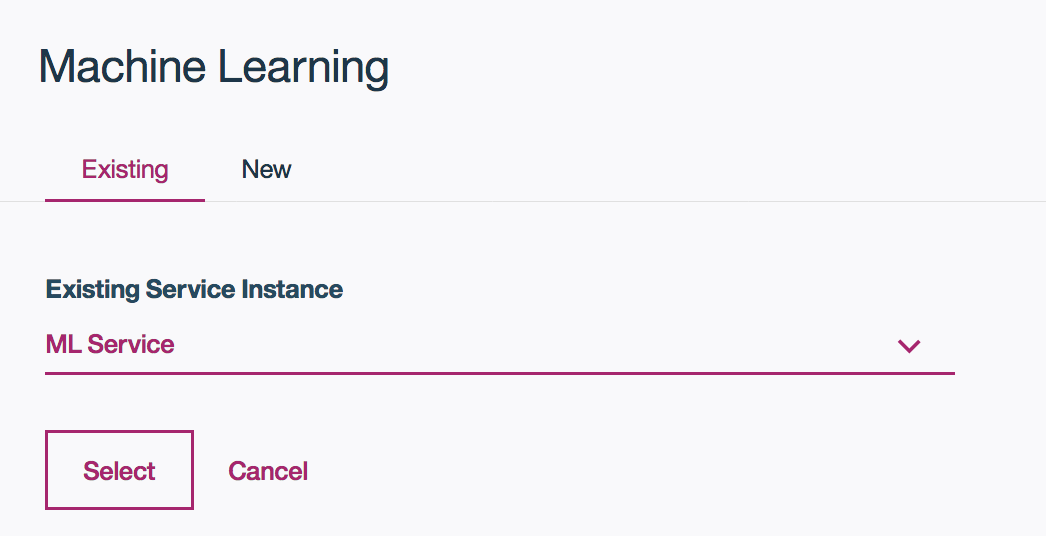 Machine Learning
Existing New
Existing Service Instance
ML Service
Select Cancel